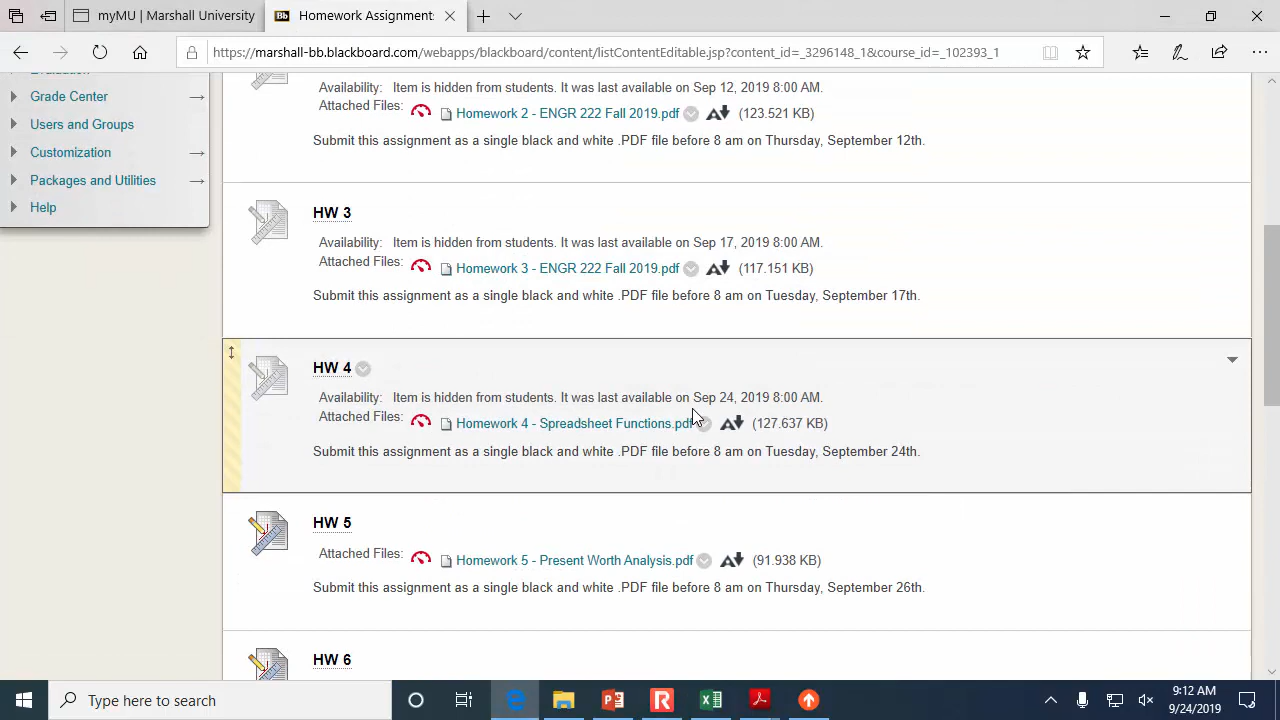 myMU | Marshall University
Bb Homework Assignment
https://marshall-bb.blackboard.com/webapps/blackboard/content/listContentEditable.jsp?content_id=_3296148_1&course_id=_102393_1
Evaluation
Grade Center
Users and Groups
Customization
Packages and Utilities
Help
Availability: Item is hidden from students. It was last available on Sep 12, 2019 8:00 AM.
Attached Files: Homework 2 - ENGR 222 Fall 2019.pdf (123.521 KB)
Submit this assignment as a single black and white .PDF file before 8 am on Thursday, September 12th.
HW 3
Availability: Item is hidden from students. It was last available on Sep 17, 2019 8:00 AM.
Attached Files: Homework 3 - ENGR 222 Fall 2019.pdf (117.151 KB)
Submit this assignment as a single black and white .PDF file before 8 am on Tuesday, September 17th.
HW 4
Availability: Item is hidden from students. It was last available on Sep 24, 2019 8:00 AM.
Attached Files: Homework 4 - Spreadsheet Functions.pdf (127.637 KB)
Submit this assignment as a single black and white .PDF file before 8 am on Tuesday, September 24th.
HW 5
Attached Files: Homework 5 - Present Worth Analysis.pdf (91.938 KB)
Submit this assignment as a single black and white .PDF file before 8 am on Thursday, September 26th.
HW 6
Type here to search
9:12 AM
9/24/2019